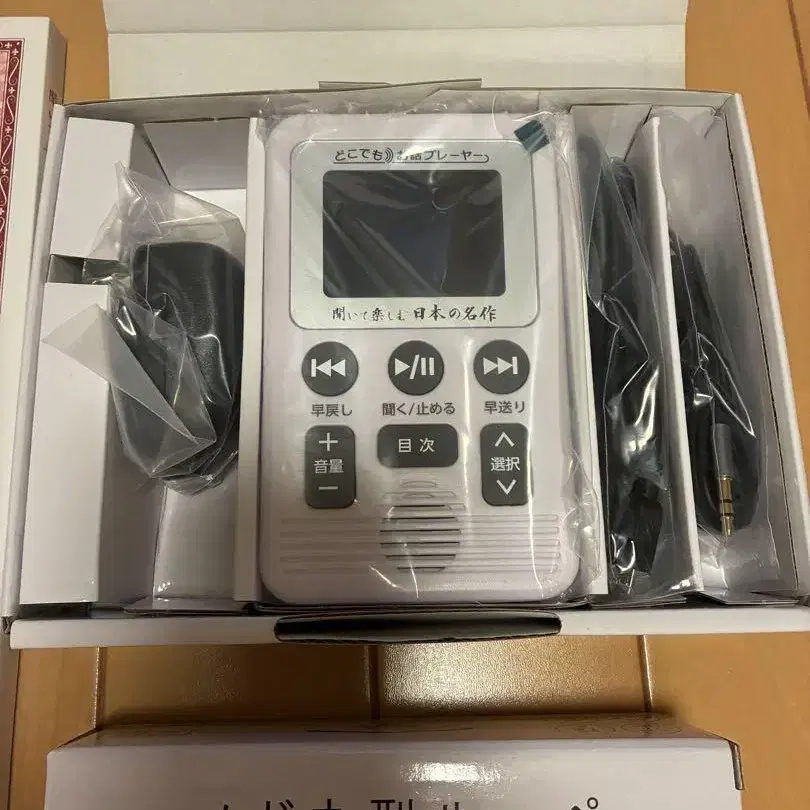 どこでも お話プレーヤー
聞いて楽しむ 日本の名作
早戻し 聞く/止める 早送り
+
音量
−
目次
選択